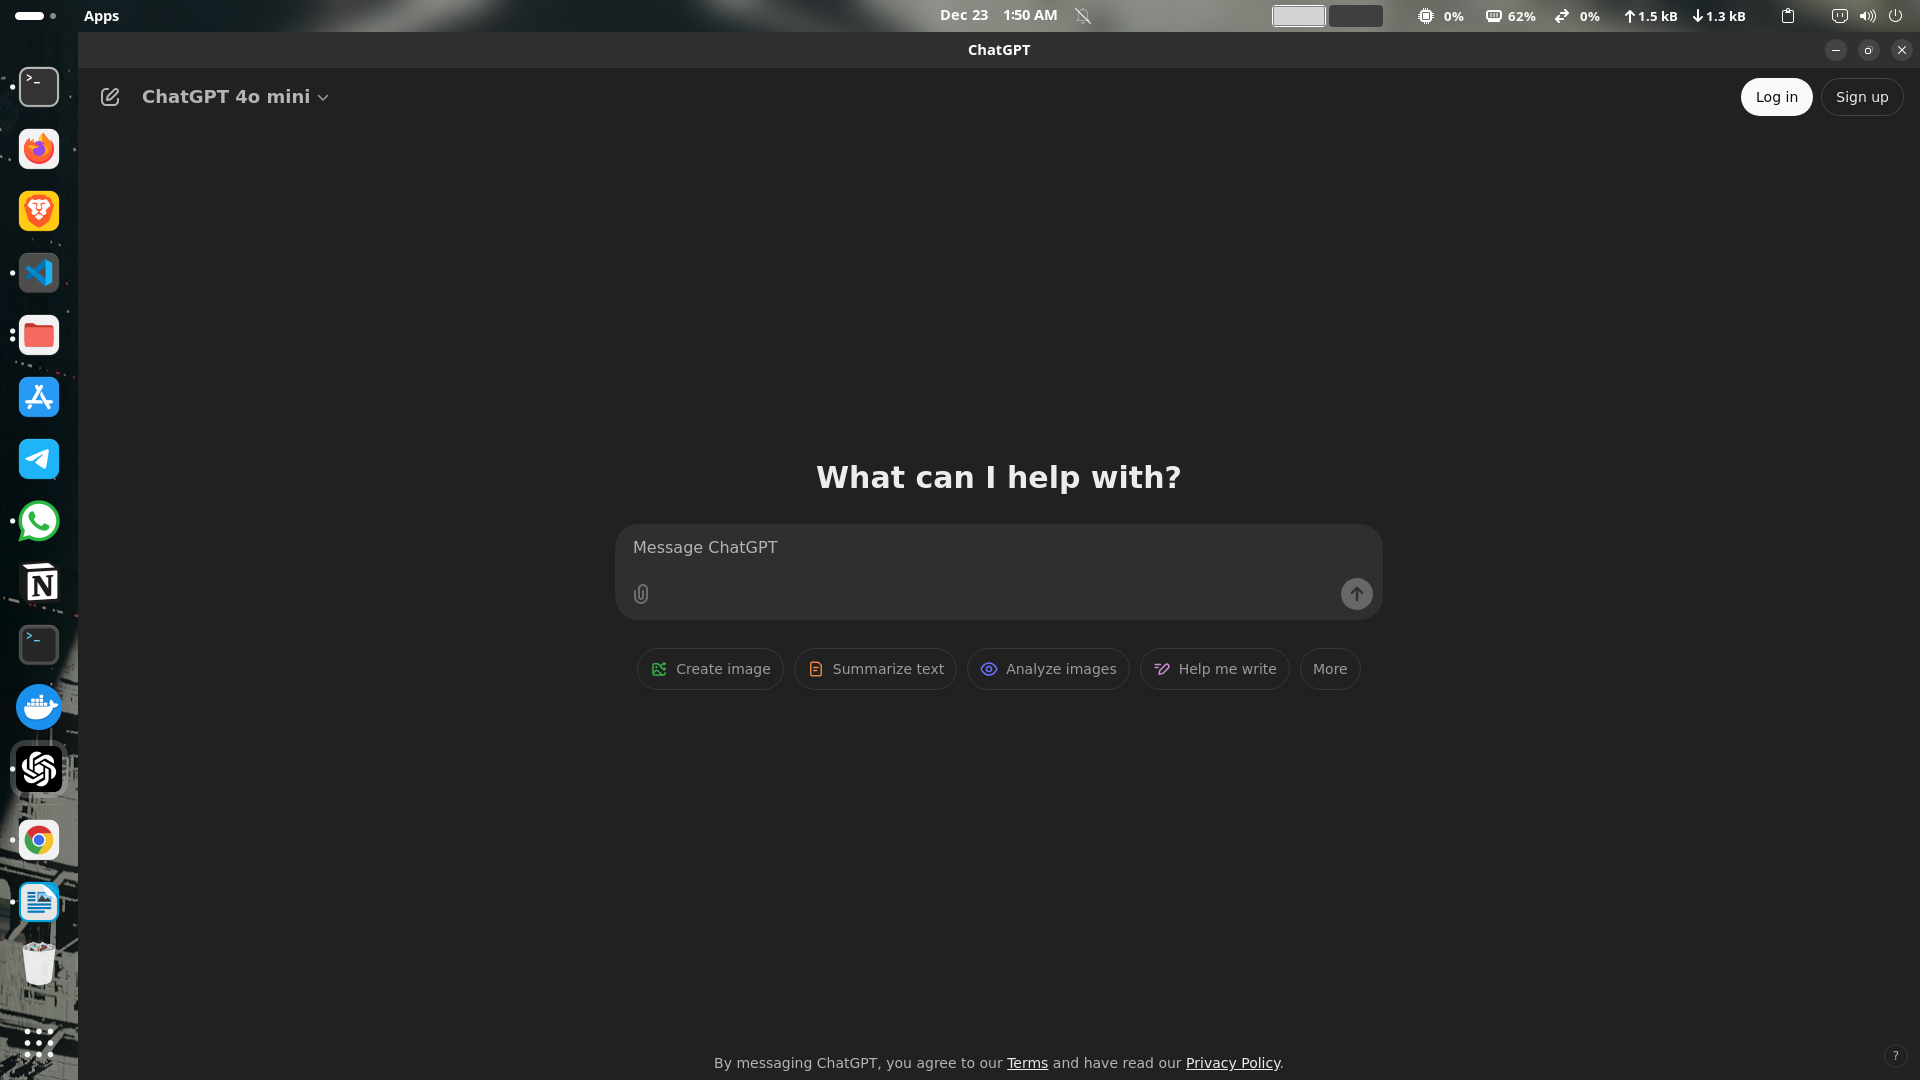 Apps
Dec 23 1:50 AM
0% 62% 0% 1.5 kB 1.3 kB
ChatGPT
ChatGPT 4o mini
Log in
Sign up
What can I help with?
Message ChatGPT
Create image
Summarize text
Analyze images
Help me write
More
By messaging ChatGPT, you agree to our Terms and have read our Privacy Policy.
?